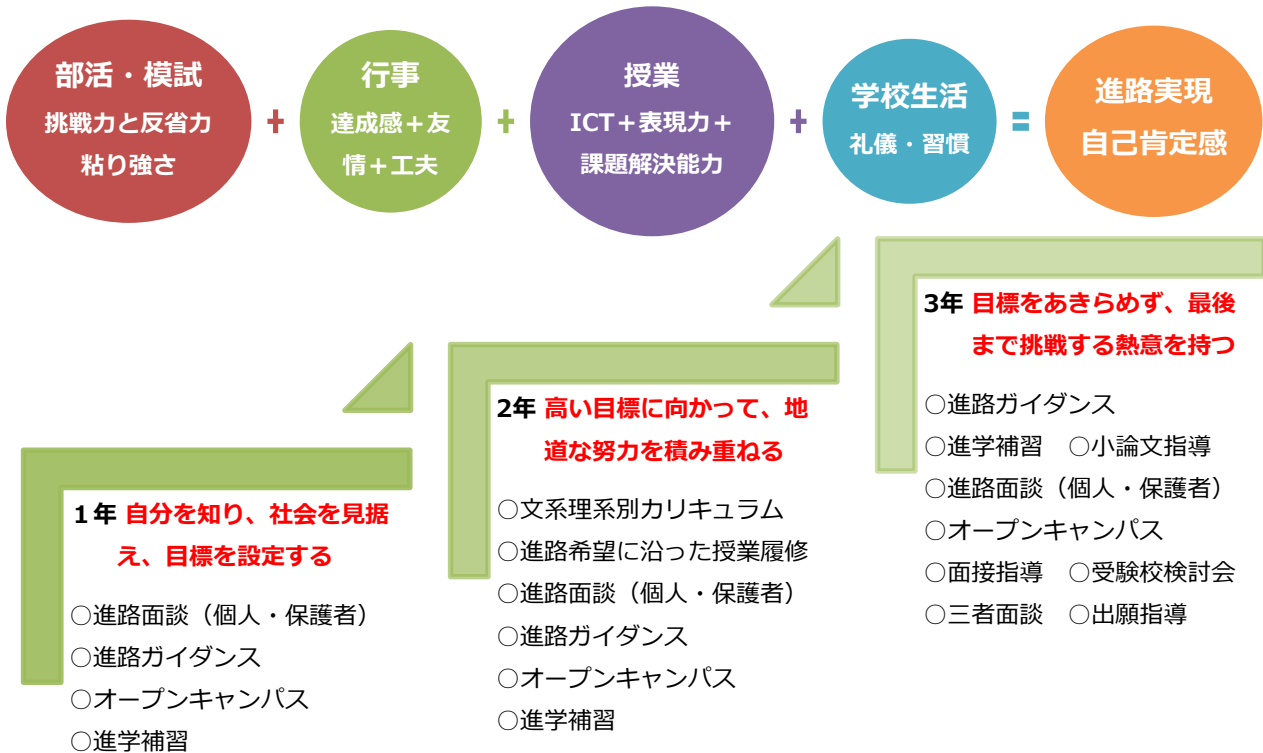 部活・模試
挑戦力と反省力
粘り強さ
+
行事
達成感＋友
情＋工夫
+
授業
ICT＋表現力＋
課題解決能力
+
学校生活
礼儀・習慣
=
進路実現
自己肯定感
１年 自分を知り、社会を見据
え、目標を設定する
○進路面談（個人・保護者）
○進路ガイダンス
○オープンキャンパス
○進学補習
2年 高い目標に向かって、地
道な努力を積み重ねる
○文系理系別カリキュラム
○進路希望に沿った授業履修
○進路面談（個人・保護者）
○進路ガイダンス
○オープンキャンパス
○進学補習
3年 目標をあきらめず、最後
まで挑戦する熱意を持つ
○進路ガイダンス
○進学補習　○小論文指導
○進路面談（個人・保護者）
○オープンキャンパス
○面接指導　○受験校検討会
○三者面談　○出願指導